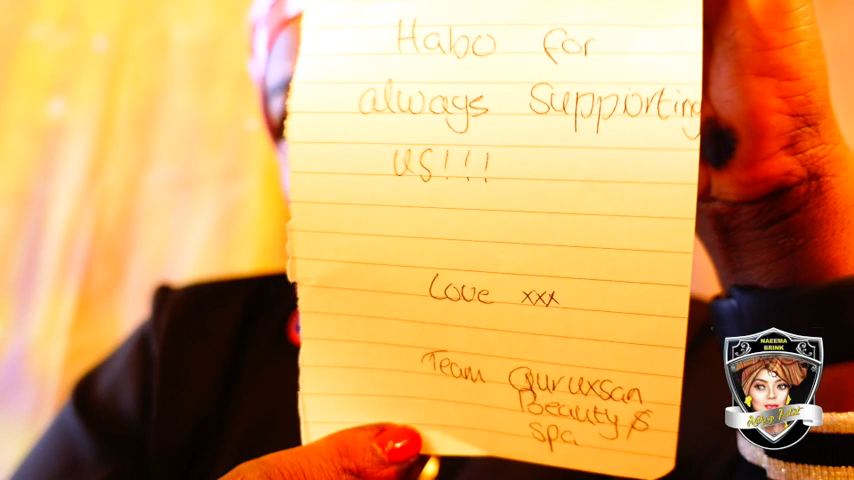 Habo for
always Supporting
us!!!
Love xxx
Team Quruxsan
Beauty &
Spa
NAEEMA
BRINK